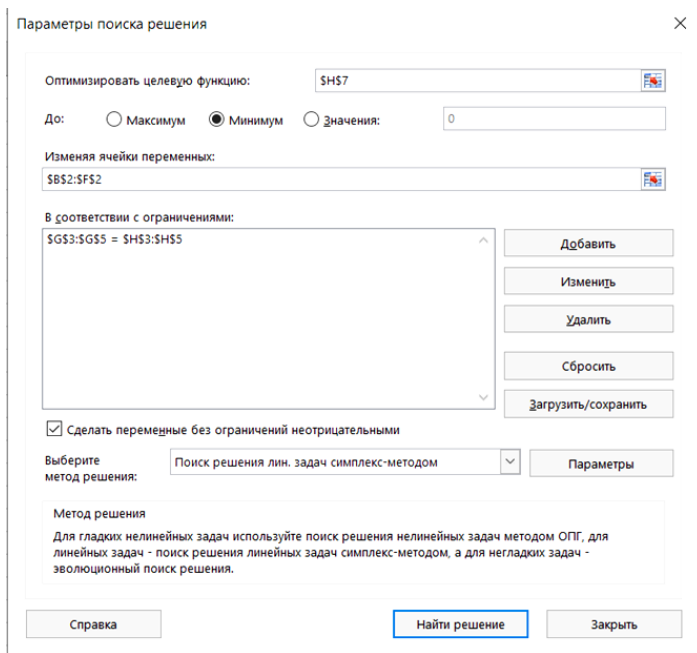 Параметры поиска решения
Оптимизировать целевую функцию: $H$7
До: Максимум Минимум Значения: 0
Изменяя ячейки переменных:
$B$2:$F$2
В соответствии с ограничениями:
$G$3:$G$5 = $H$3:$H$5
Добавить
Изменить
Удалить
Сбросить
Загрузить/сохранить
Сделать переменные без ограничений неотрицательными
Выберите
метод решения:
Поиск решения лин. задач симплекс-методом
Параметры
Метод решения
Для гладких нелинейных задач используйте поиск решения нелинейных задач методом ОПГ, для
линейных задач - поиск решения линейных задач симплекс-методом, а для негладких задач -
эволюционный поиск решения.
Справка
Найти решение
Закрыть